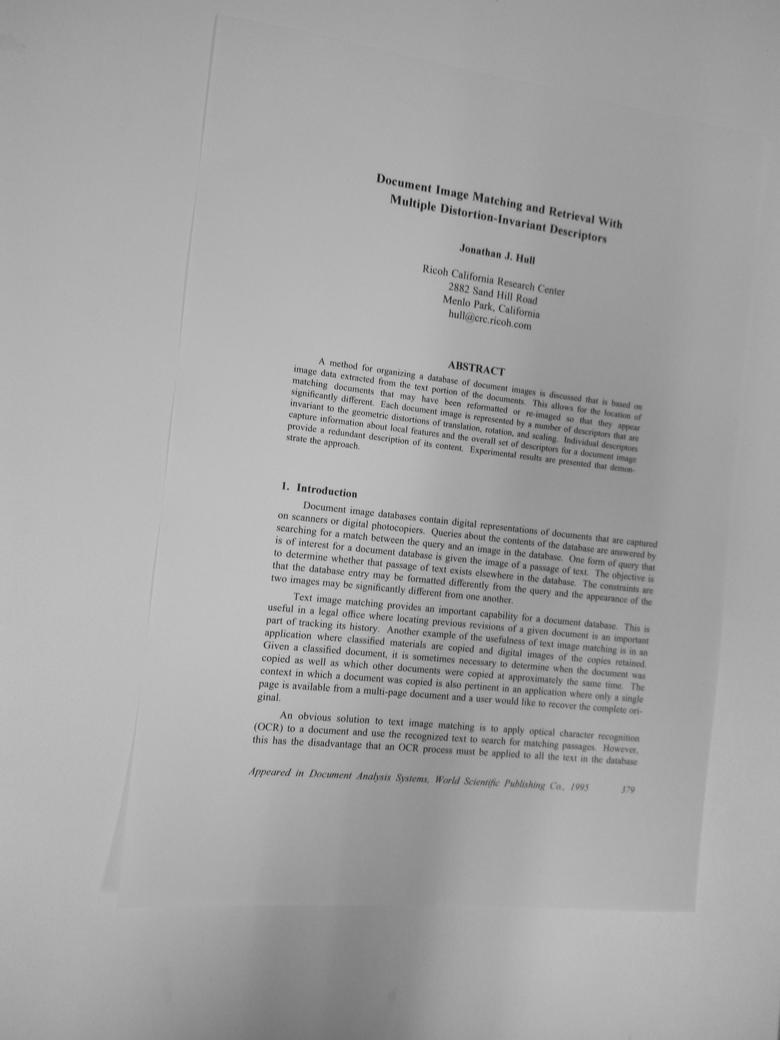 Document Image Matching and Retrieval With
Multiple Distortion-Invariant Descriptors
Jonathan J. Hull
Ricoh California Research Center
2882 Sand Hill Road
Menlo Park, California
hull@crc.ricoh.com
ABSTRACT
A method for organizing a database of document images is discussed that is based on
image data extracted from the text portion of the documents. This allows for the location of
matching documents that may have been reformatted or re-imaged so that they appear
significantly different. Each document image is represented by a number of descriptors that are
invariant to the geometric distortions of translation, rotation, and scaling. Individual descriptors
capture information about local features and the overall set of descriptors for a document image
provide a redundant description of its content. Experimental results are presented that demon-
strate the approach.
1. Introduction
Document image databases contain digital representations of documents that are captured
on scanners or digital photocopiers. Queries about the contents of the database are answered by
searching for a match between the query and an image in the database. One form of query that
is of interest for a document database is given the image of a passage of text. The objective is
to determine whether that passage of text exists elsewhere in the database. The constraints are
that the database entry may be formatted differently from the query and the appearance of the
two images may be significantly different from one another.
Text image matching provides an important capability for a document database. This is
useful in a legal office where locating previous revisions of a given document is an important
part of tracking its history. Another example of the usefulness of text image matching is in an
application where classified materials are copied and digital images of the copies retained.
Given a classified document, it is sometimes necessary to determine when the document was
copied as well as which other documents were copied at approximately the same time. The
context in which a document was copied is also pertinent in an application where only a single
page is available from a multi-page document and a user would like to recover the complete ori-
ginal.
An obvious solution to text image matching is to apply optical character recognition
(OCR) to a document and use the recognized text to search for matching passages. However,
this has the disadvantage that an OCR process must be applied to all the text in the database
Appeared in Document Analysis Systems, World Scientific Publishing Co., 1995 379